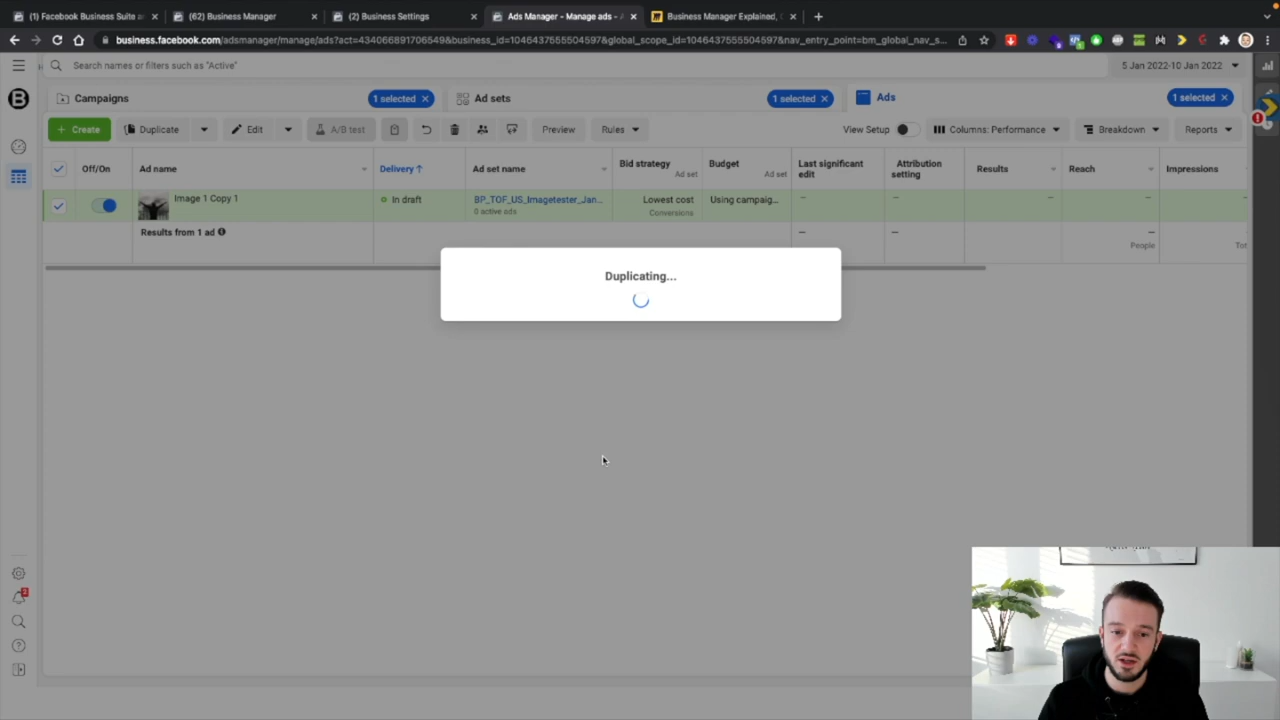 (1) Facebook Business Suite a
(62) Business Manager
(2) Business Settings
Ads Manager - Manage ads - A
Business Manager Explained,
business.facebook.com/adsmanager/manage/ads?act=434066891706549&business_id=1046437555504597&global_scope_id=1046437555504597&nav_entry_point=bm_global_nav_s...
Search names or filters such as "Active"
5 Jan 2022-10 Jan 2022
Campaigns
1 selected
Ad sets
1 selected
Ads
1 selected
+ Create
Duplicate
Edit
A/B test
Preview
Rules
View Setup
Columns: Performance
Breakdown
Reports
Off/On
Ad name
Delivery ↑
Ad set name
Bid strategy
Ad set
Budget
Ad set
Last significant edit
Attribution setting
Results
Reach
Impressions
Image 1 Copy 1
In draft
BP_TOF_US_Imagetester_Jan...
0 active ads
Lowest cost
Conversions
Using campaig...
Results from 1 ad
People
Tot
Duplicating...